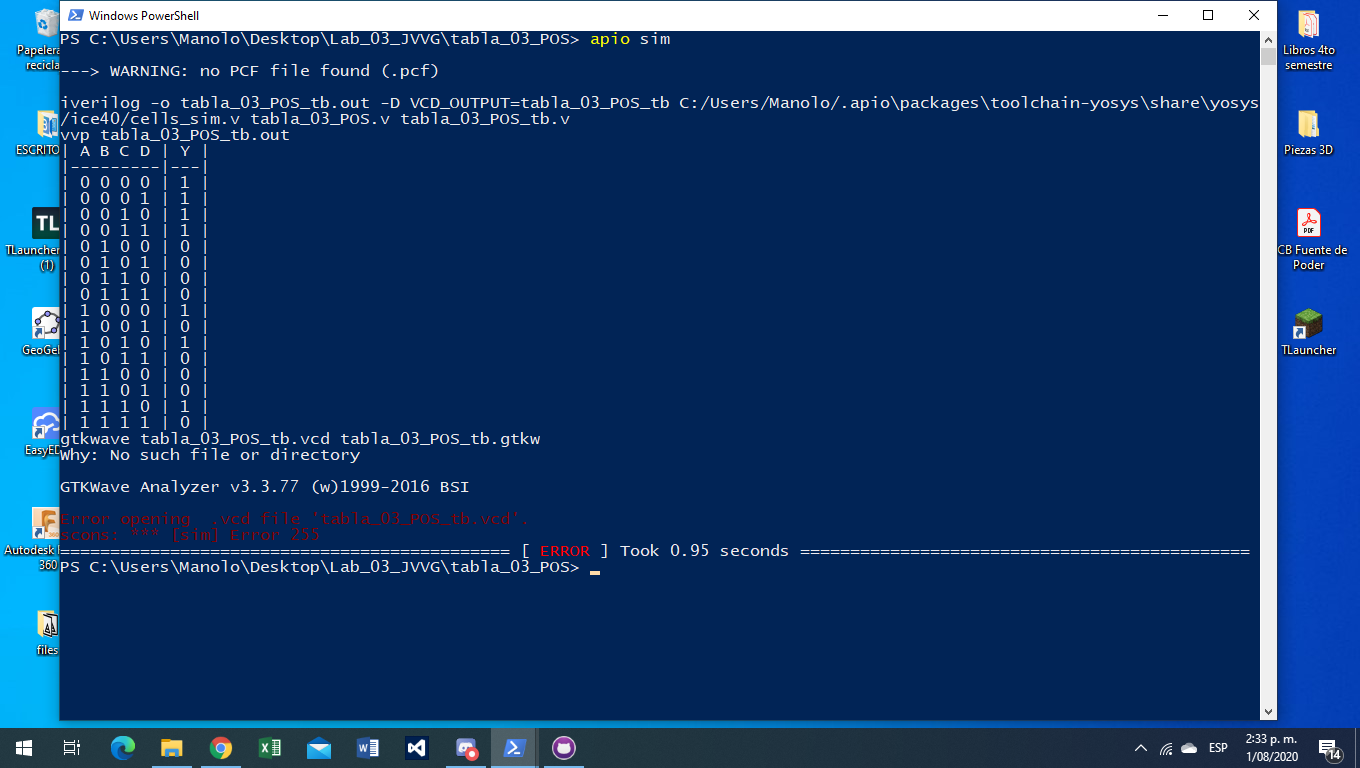 Windows PowerShell
PS C:\Users\Manolo\Desktop\Lab_03_JVVG\tabla_03_POS> apio sim
---> WARNING: no PCF file found (.pcf)
iverilog -o tabla_03_POS_tb.out -D VCD_OUTPUT=tabla_03_POS_tb C:/Users/Manolo/.apio\packages\toolchain-yosys\share\yosys
/ice40/cells_sim.v tabla_03_POS.v tabla_03_POS_tb.v
vvp tabla_03_POS_tb.out
| A B C D | Y |
|---------|---|
| 0 0 0 0 | 1 |
| 0 0 0 1 | 1 |
| 0 0 1 0 | 1 |
| 0 0 1 1 | 1 |
| 0 1 0 0 | 0 |
| 0 1 0 1 | 0 |
| 0 1 1 0 | 0 |
| 0 1 1 1 | 0 |
| 1 0 0 0 | 1 |
| 1 0 0 1 | 0 |
| 1 0 1 0 | 1 |
| 1 0 1 1 | 0 |
| 1 1 0 0 | 0 |
| 1 1 0 1 | 0 |
| 1 1 1 0 | 1 |
| 1 1 1 1 | 0 |
gtkwave tabla_03_POS_tb.vcd tabla_03_POS_tb.gtkw
Why: No such file or directory
GTKWave Analyzer v3.3.77 (w)1999-2016 BSI
Error opening  .vcd file 'tabla_03_POS_tb.vcd'.
scons: *** [sim] Error 255
============================================= [ ERROR ] Took 0.95 seconds =============================================
PS C:\Users\Manolo\Desktop\Lab_03_JVVG\tabla_03_POS>
Papelera
recicla
ESCRITO
TL
TLauncher
(1)
GeoGe
EasyED
Autodesk
360
files
Libros 4to
semestre
Piezas 3D
PDF
CB Fuente de
Poder
TLauncher
ESP
2:33 p. m.
1/08/2020
14